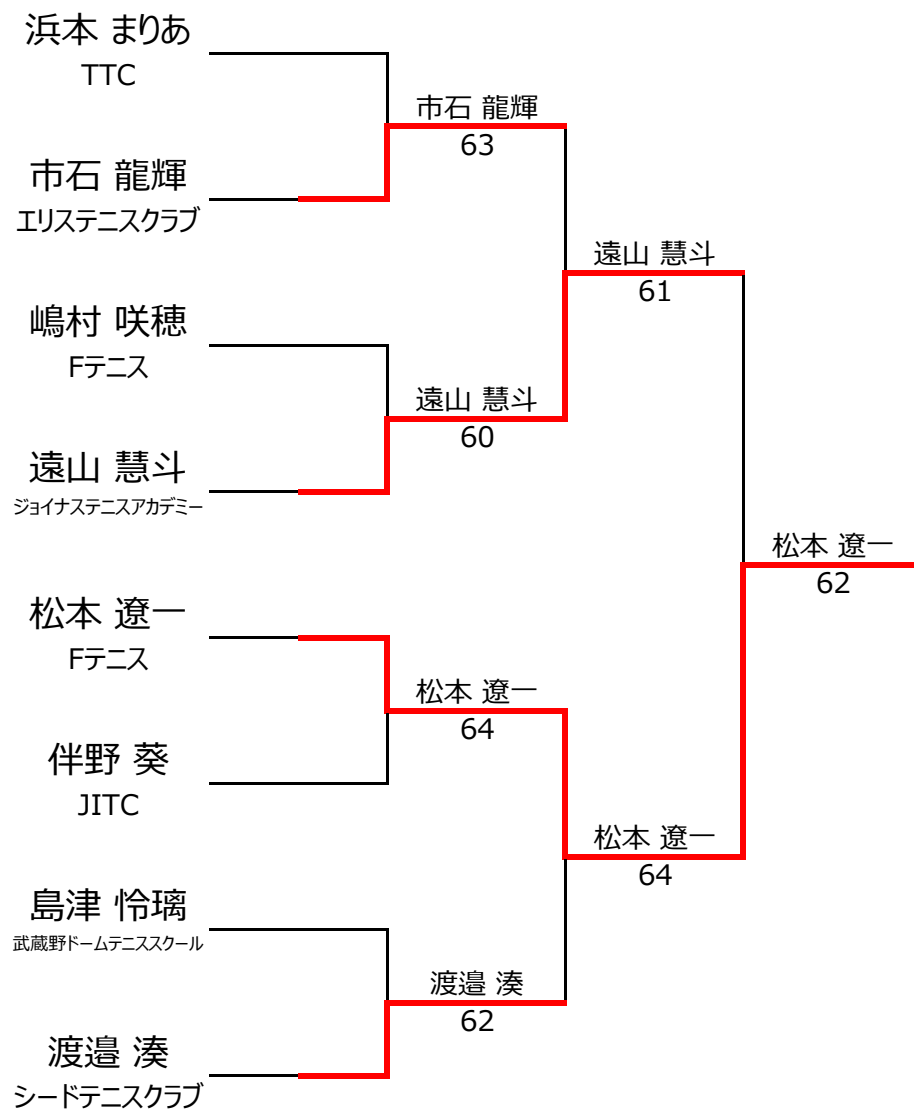 浜本 まりあ
TTC
市石 龍輝
63
市石 龍輝
エリステニスクラブ
遠山 慧斗
61
嶋村 咲穂
Fテニス
遠山 慧斗
60
遠山 慧斗
ジョイナステニスアカデミー
松本 遼一
62
松本 遼一
Fテニス
松本 遼一
64
伴野 葵
JITC
松本 遼一
64
島津 怜璃
武蔵野ドームテニススクール
渡邉 湊
62
渡邉 湊
シードテニスクラブ